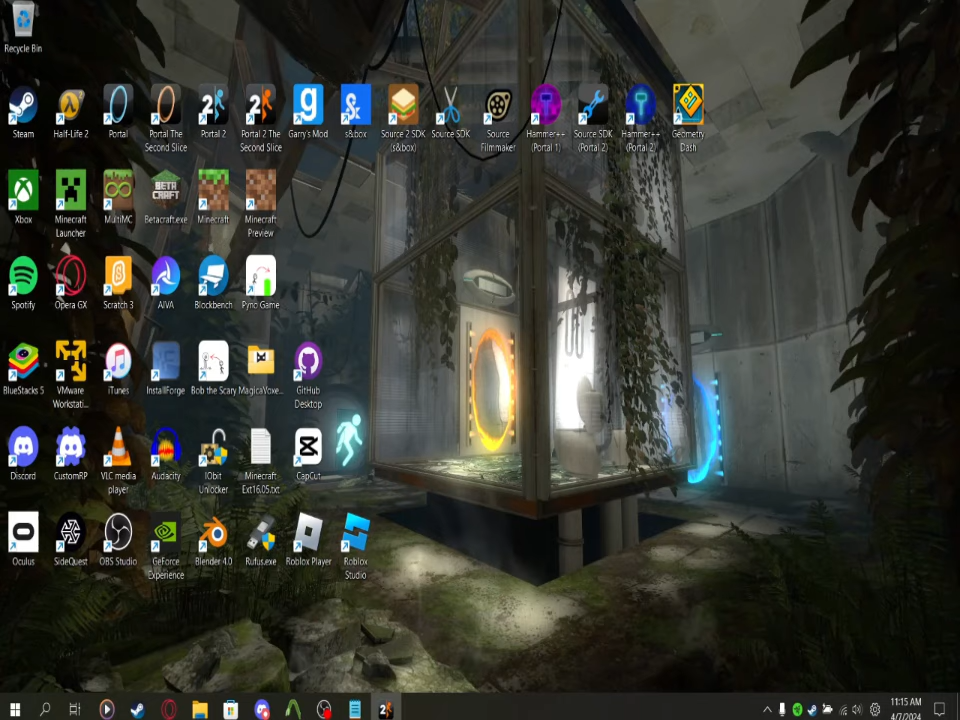 Recycle Bin
Steam
Half-Life 2
Portal
Portal The
Second Slice
Portal 2
Portal 2 The
Second Slice
Garry's Mod
s&box
Source 2 SDK
(s&box)
Source SDK
Source
Filmmaker
Hammer++
(Portal 1)
Source SDK
(Portal 2)
Hammer++
(Portal 2)
Geometry
Dash
Xbox
Minecraft
Launcher
MultiMC
BETA
CRAFT
Betacraft.exe
Minecraft
Minecraft
Preview
Spotify
Opera GX
Scratch 3
AIVA
Blockbench
Pyno Game
BlueStacks 5
VMware
Workstati...
iTunes
InstallForge
Bob the Scary
MagicaVoxe...
GitHub
Desktop
Discord
CustomRP
VLC media
player
Audacity
IObit
Unlocker
Minecraft
Ext16.05.txt
CapCut
Oculus
SideQuest
OBS Studio
GeForce
Experience
Blender 4.0
Rufus.exe
Roblox Player
Roblox
Studio
11:15 AM
4/7/2024